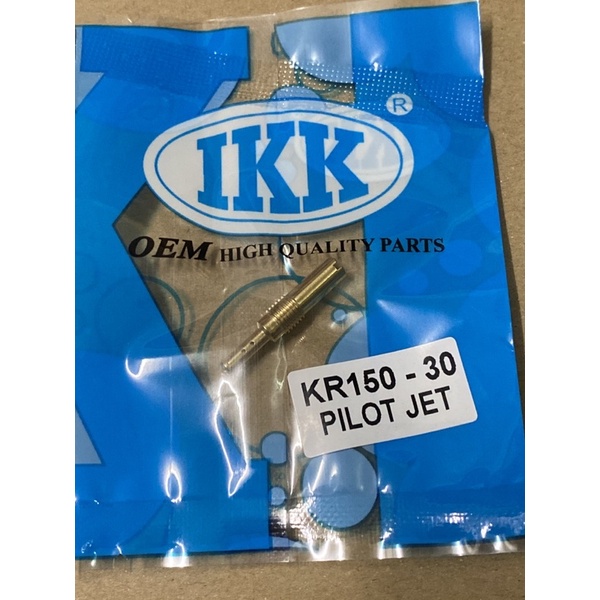 IKK
®
OEM HIGH QUALITY PARTS
KR150 - 30
PILOT JET